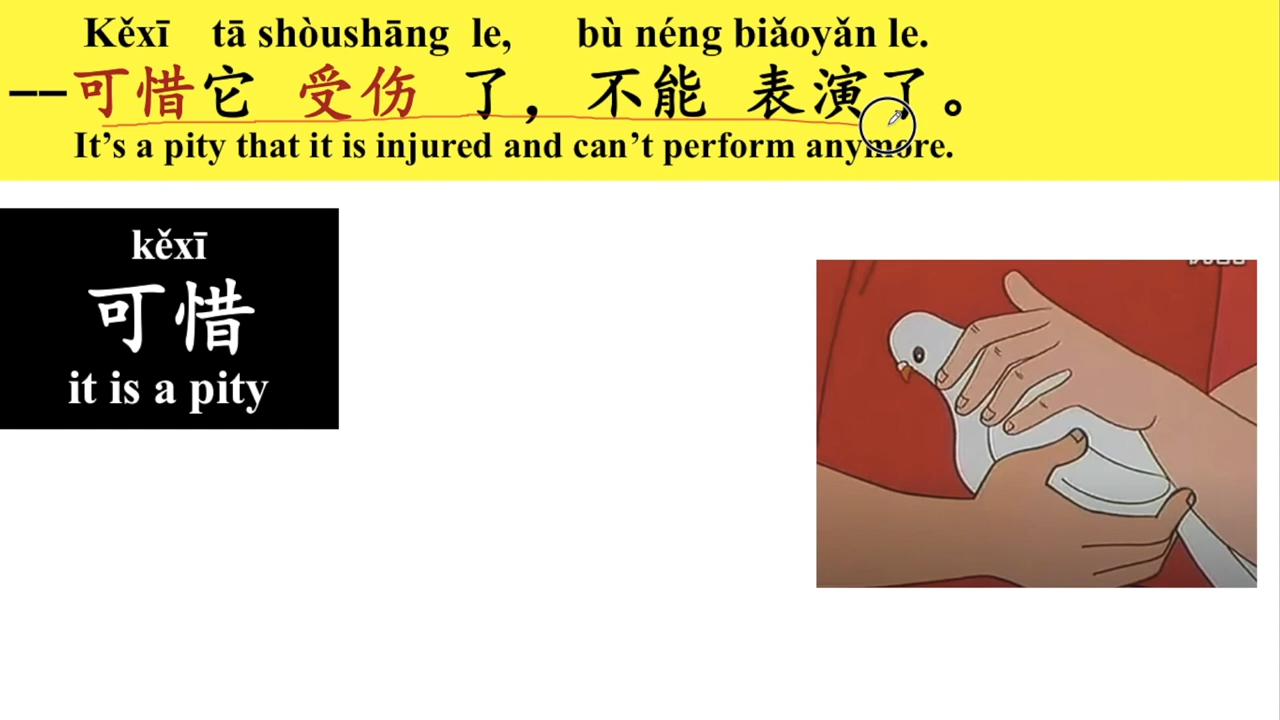 Kěxī tā shòushāng le, bù néng biǎoyǎn le.
——可惜它 受伤 了，不能 表演了。
It's a pity that it is injured and can't perform anymore.
kěxī
可惜
it is a pity